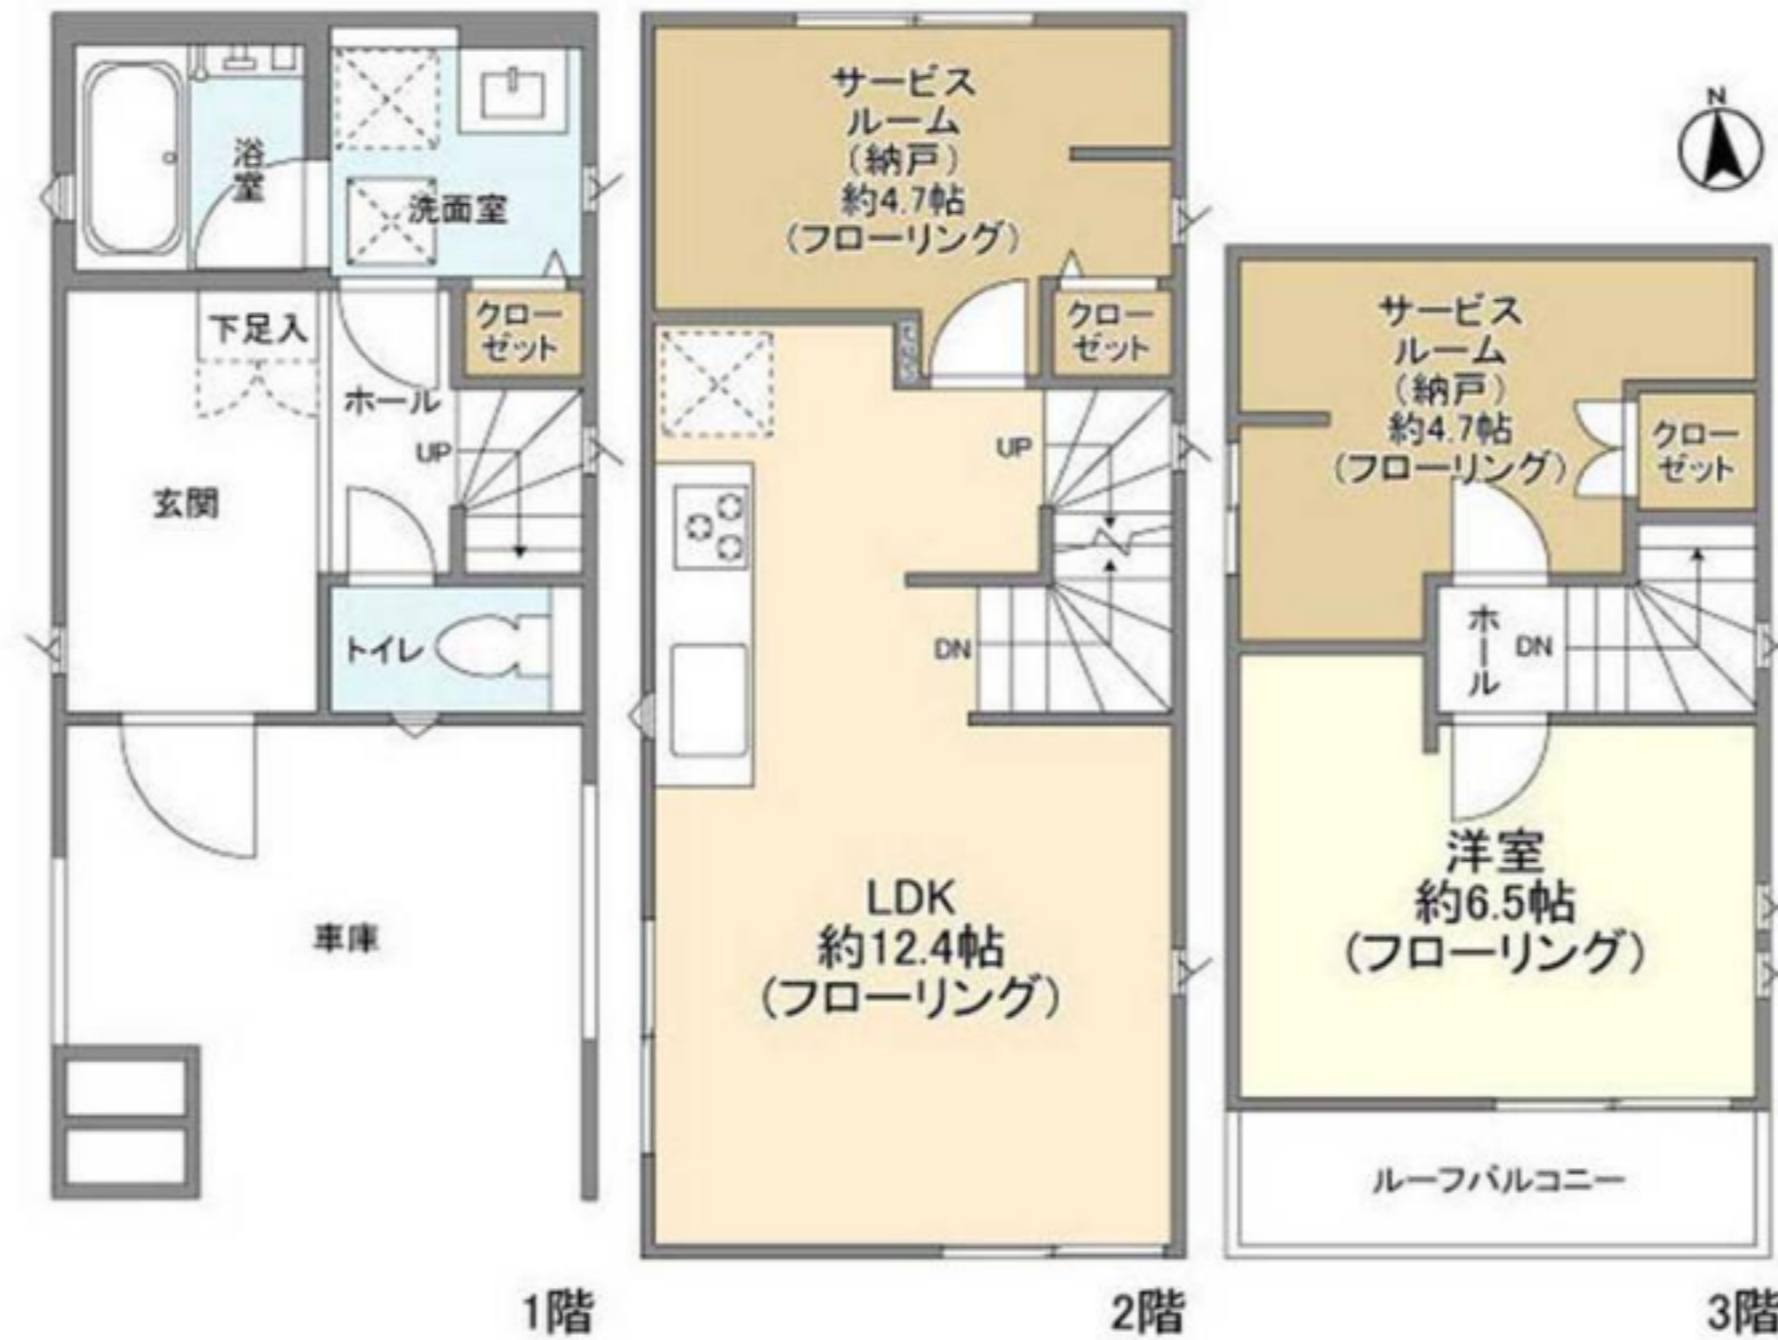 浴
室
洗面室
下足入
クロー
ゼット
ホール
UP
玄関
トイレ
車庫
1階
サービス
ルーム
（納戸）
約4.7帖
（フローリング）
クロー
ゼット
UP
DN
LDK
約12.4帖
（フローリング）
2階
N
サービス
ルーム
（納戸）
約4.7帖
（フローリング）
クロー
ゼット
ホール
DN
洋室
約6.5帖
（フローリング）
ルーフバルコニー
3階